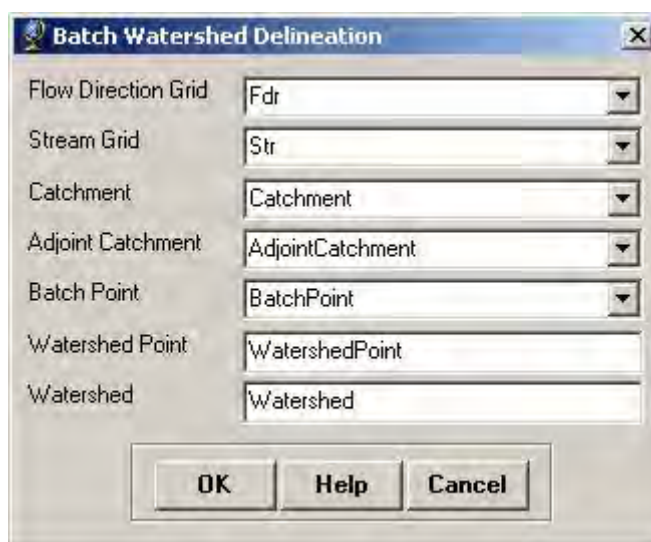 Batch Watershed Delineation
Flow Direction Grid Fdr
Stream Grid Str
Catchment Catchment
Adjoint Catchment AdjointCatchment
Batch Point BatchPoint
Watershed Point WatershedPoint
Watershed Watershed
OK Help Cancel